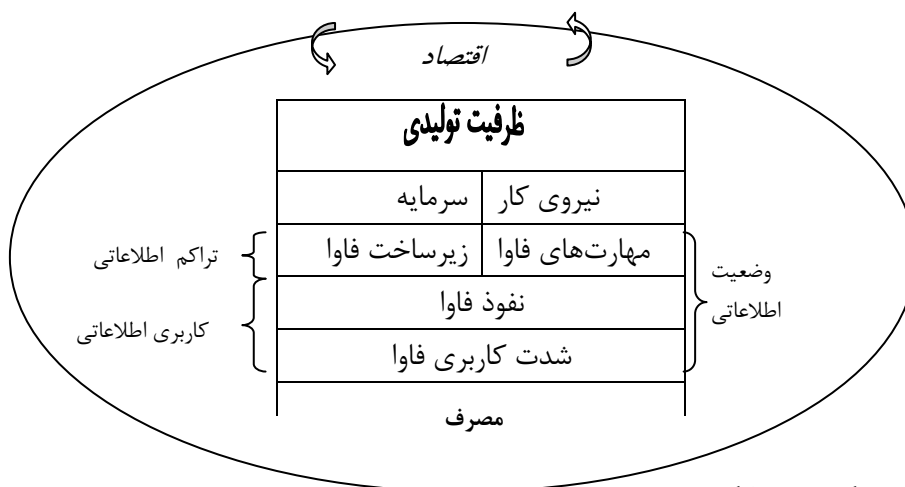 اقتصاد
ظرفیت تولیدی
نیروی کار
سرمایه
مهارت‌های فاوا
زیرساخت فاوا
نفوذ فاوا
شدت کاربری فاوا
مصرف
وضعیت
اطلاعاتی
تراکم اطلاعاتی
کاربری اطلاعاتی